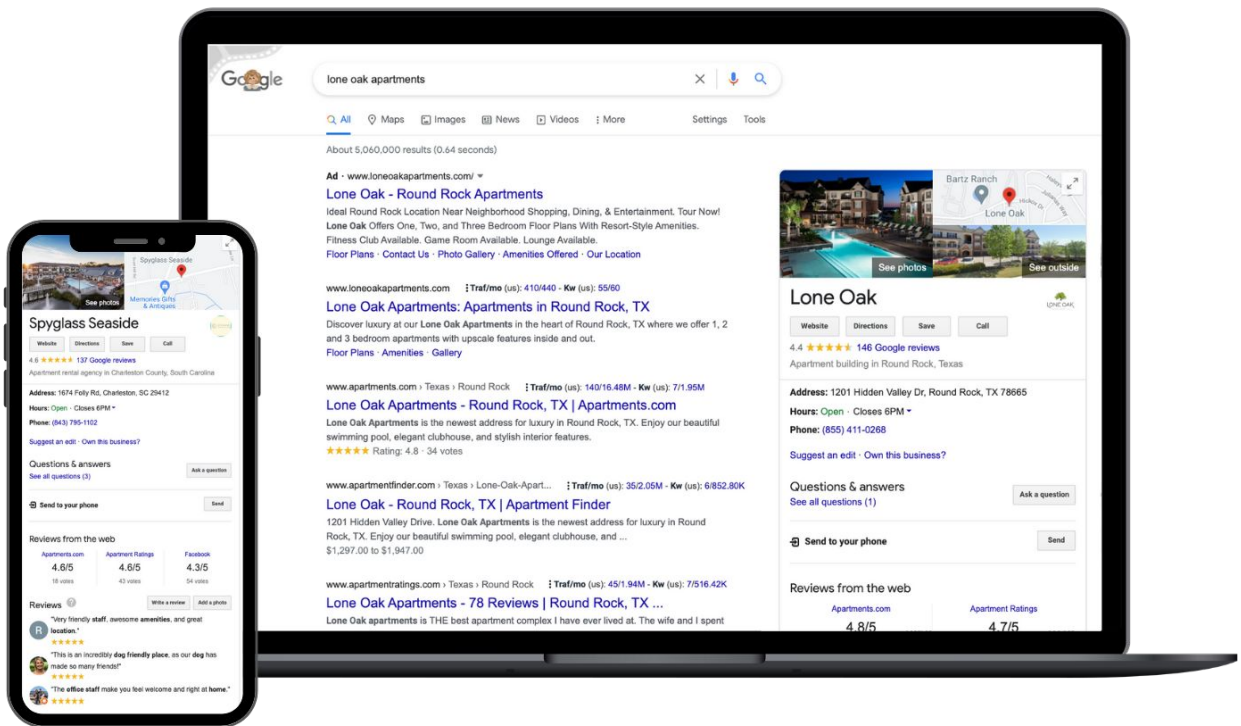 Google
lone oak apartments
All Maps Images News Videos More Settings Tools
About 5,060,000 results (0.64 seconds)
Ad · www.loneoakapartments.com/
Lone Oak - Round Rock Apartments
Ideal Round Rock Location Near Neighborhood Shopping, Dining, & Entertainment. Tour Now!
Lone Oak Offers One, Two, and Three Bedroom Floor Plans With Resort-Style Amenities.
Fitness Club Available. Game Room Available. Lounge Available.
Floor Plans · Contact Us · Photo Gallery · Amenities Offered · Our Location
www.loneoakapartments.com Traf/mo (us): 410/440 - Kw (us): 55/60
Lone Oak Apartments: Apartments in Round Rock, TX
Discover luxury at our Lone Oak Apartments in the heart of Round Rock, TX where we offer 1, 2
and 3 bedroom apartments with upscale features inside and out.
Floor Plans · Amenities · Gallery
www.apartments.com › Texas › Round Rock Traf/mo (us): 140/16.48M - Kw (us): 7/1.95M
Lone Oak Apartments - Round Rock, TX | Apartments.com
Lone Oak Apartments is the newest address for luxury in Round Rock, TX. Enjoy our beautiful
swimming pool, elegant clubhouse, and stylish interior features.
★★★★★ Rating: 4.8 · 34 votes
www.apartmentfinder.com › Texas › Lone-Oak-Apart... Traf/mo (us): 35/2.05M - Kw (us): 6/852.80K
Lone Oak - Round Rock, TX | Apartment Finder
1201 Hidden Valley Drive. Lone Oak Apartments is the newest address for luxury in Round
Rock, TX. Enjoy our beautiful swimming pool, elegant clubhouse, and ...
$1,297.00 to $1,947.00
www.apartmentratings.com › Texas › Round Rock Traf/mo (us): 45/1.94M - Kw (us): 7/516.42K
Lone Oak Apartments - 78 Reviews | Round Rock, TX ...
Lone Oak apartments is THE best apartment complex I have ever lived at. The wife and I spent
Bartz Ranch
Lone Oak
See photos
See outside
Lone Oak
LONE OAK
Website Directions Save Call
4.4 146 Google reviews
Apartment building in Round Rock, Texas
Address: 1201 Hidden Valley Dr, Round Rock, TX 78665
Hours: Open · Closes 6PM
Phone: (855) 411-0268
Suggest an edit · Own this business?
Questions & answers
See all questions (1)
Ask a question
Send to your phone
Send
Reviews from the web
Apartments.com Apartment Ratings
4.8/5 4.7/5
Spyglass Seaside
See photos
Memories Gifts
& Antiques
Spyglass Seaside
Website Directions Save Call
4.6 ★★★★★ 137 Google reviews
Apartment rental agency in Charleston County, South Carolina
Address: 1674 Folly Rd, Charleston, SC 29412
Hours: Open · Closes 6PM
Phone: (843) 795-1102
Suggest an edit · Own this business?
Questions & answers
See all questions (3)
Ask a question
Send to your phone
Send
Reviews from the web
Apartments.com Apartment Ratings Facebook
4.6/5 4.6/5 4.3/5
18 votes 43 votes 54 votes
Reviews
Write a review Add a photo
R
"Very friendly staff, awesome amenities, and great
location."
★★★★★
"This is an incredibly dog friendly place, as our dog has
made so many friends!"
★★★★★
"The office staff make you feel welcome and right at home."
★★★★★